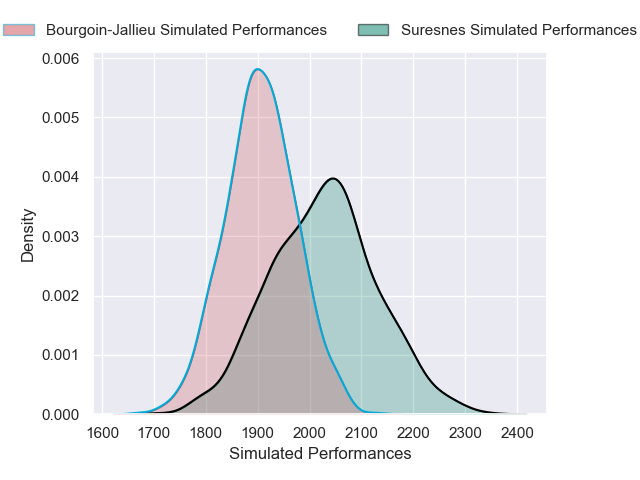 Bourgoin-Jallieu Simulated Performances
Suresnes Simulated Performances
0.006
0.005
0.004
0.003
0.002
0.001
0.000
Density
1600 1700 1800 1900 2000 2100 2200 2300 2400
Simulated Performances